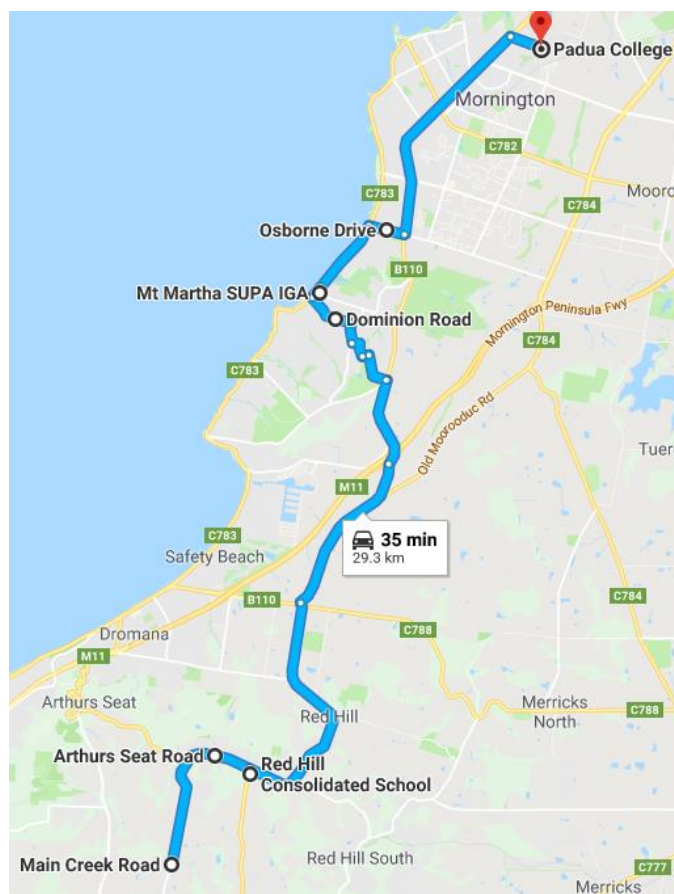 Padua College
Mornington
C782
Mooro
C783
C784
Osborne Drive
B110
Mt Martha SUPA IGA
Mornington Peninsula Fwy
Dominion Road
C784
C783
Old Moorooduc Rd
Tuero
M11
C783
35 min
29.3 km
Safety Beach
B110
C784
C788
Dromana
M11
Arthurs Seat
Merricks
North
Red Hill
C788
Arthurs Seat Road
Red Hill
Consolidated School
Main Creek Road
Red Hill South
C777
Merricks